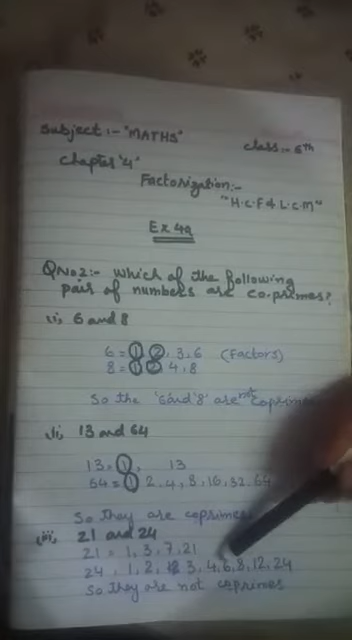 Subject:- "MATHS"
Class:- 6th
Chapter '4'
Factorization:-
"H.C.F & L.C.M"
Ex 4a
QNo2:- Which of the following
pair of numbers are co-primes?
(i) 6 and 8
6 = 1, 2, 3, 6 (Factors)
8 = 1, 2 4, 8
So the '6 and '8' are not coprimes
(ii) 13 and 64
13 = 1, 13
64 = 1 2, 4, 8, 16, 32, 64
So they are coprimes
(iii) 21 and 24
21 = 1, 3, 7, 21
24 = 1, 2, 3, 4, 6, 8, 12, 24
So they are not coprimes